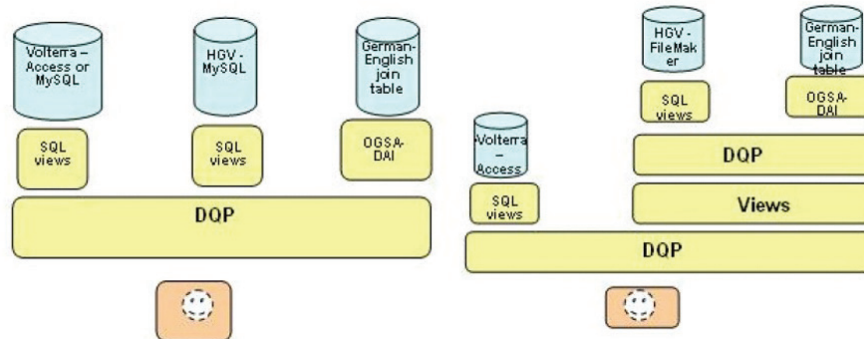 Volterra –
Access or
MySQL
HGV -
MySQL
German-
English
join
table
SQL
views
SQL
views
OGSA-
DAI
DQP
HGV -
FileMak
er
German-
English
join
table
SQL
views
OGSA-
DAI
DQP
Volterra
–
Access
SQL
views
Views
DQP